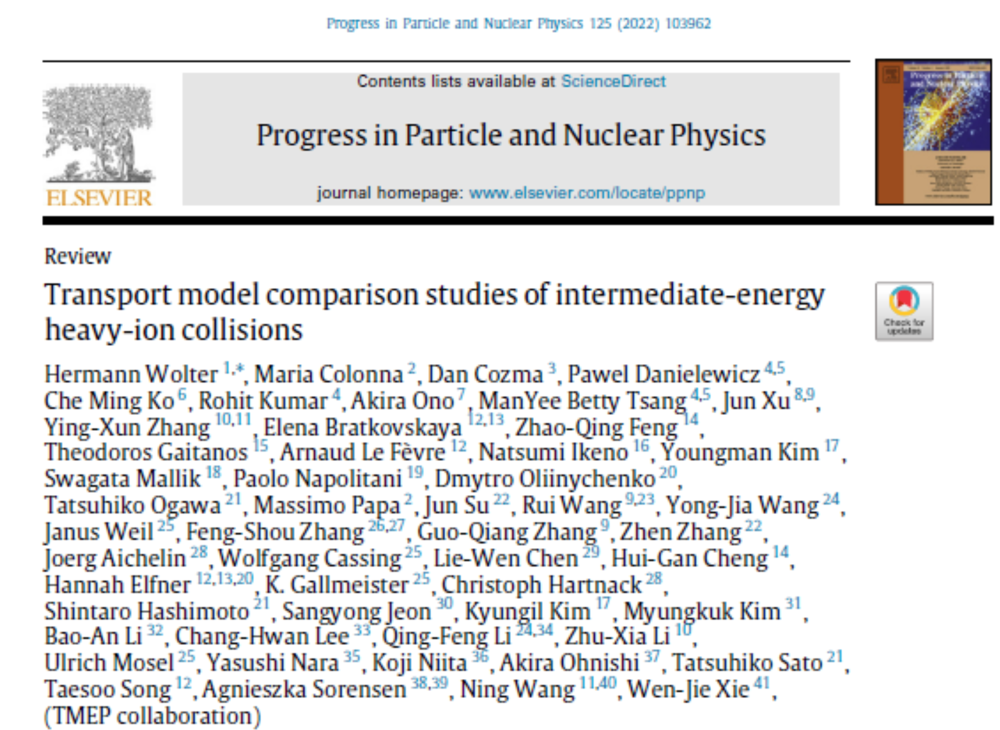 Progress in Particle and Nuclear Physics 125 (2022) 103962
Contents lists available at ScienceDirect
Progress in Particle and Nuclear Physics
journal homepage: www.elsevier.com/locate/ppnp
ELSEVIER
Progress in Particle
and Nuclear Physics
Review
Transport model comparison studies of intermediate-energy
heavy-ion collisions
Check for
updates
Hermann Wolter 1,*, Maria Colonna 2, Dan Cozma 3, Pawel Danielewicz 4,5,
Che Ming Ko 6, Rohit Kumar 4, Akira Ono 7, ManYee Betty Tsang 4,5, Jun Xu 8,9,
Ying-Xun Zhang 10,11, Elena Bratkovskaya 12,13, Zhao-Qing Feng 14,
Theodoros Gaitanos 15, Arnaud Le Fèvre 12, Natsumi Ikeno 16, Youngman Kim 17,
Swagata Mallik 18, Paolo Napolitani 19, Dmytro Oliinychenko 20,
Tatsuhiko Ogawa 21, Massimo Papa 2, Jun Su 22, Rui Wang 9,23, Yong-Jia Wang 24,
Janus Weil 25, Feng-Shou Zhang 26,27, Guo-Qiang Zhang 9, Zhen Zhang 22,
Joerg Aichelin 28, Wolfgang Cassing 25, Lie-Wen Chen 29, Hui-Gan Cheng 14,
Hannah Elfner 12,13,20, K. Gallmeister 25, Christoph Hartnack 28,
Shintaro Hashimoto 21, Sangyong Jeon 30, Kyungil Kim 17, Myungkuk Kim 31,
Bao-An Li 32, Chang-Hwan Lee 33, Qing-Feng Li 24,34, Zhu-Xia Li 10,
Ulrich Mosel 25, Yasushi Nara 35, Koji Niita 36, Akira Ohnishi 37, Tatsuhiko Sato 21,
Taesoo Song 12, Agnieszka Sorensen 38,39, Ning Wang 11,40, Wen-Jie Xie 41,
(TMEP collaboration)